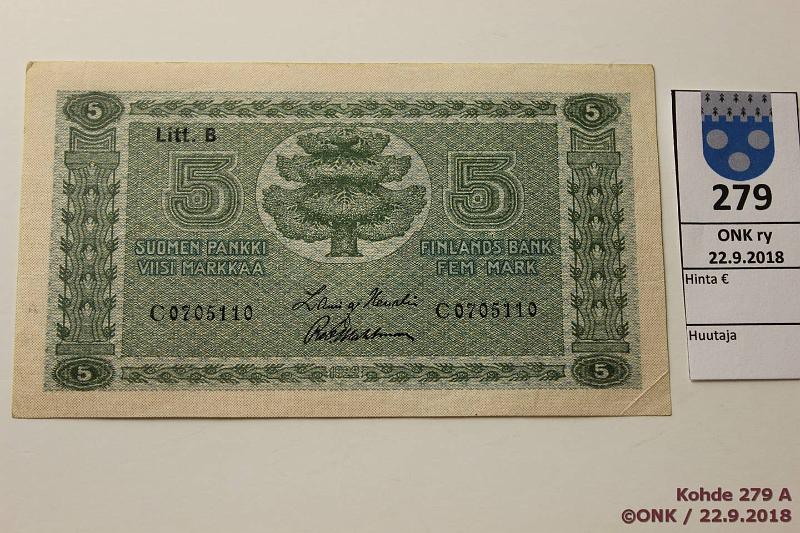 5 5
Litt. B
5 5
SUOMEN PANKKI FINLANDS BANK
VIISI MARKKAA FEM MARK
C0705110 C0705110
5 5
279
ONK ry
22.9.2018
Hinta €
Huutaja
Kohde 279 A
©ONK / 22.9.2018